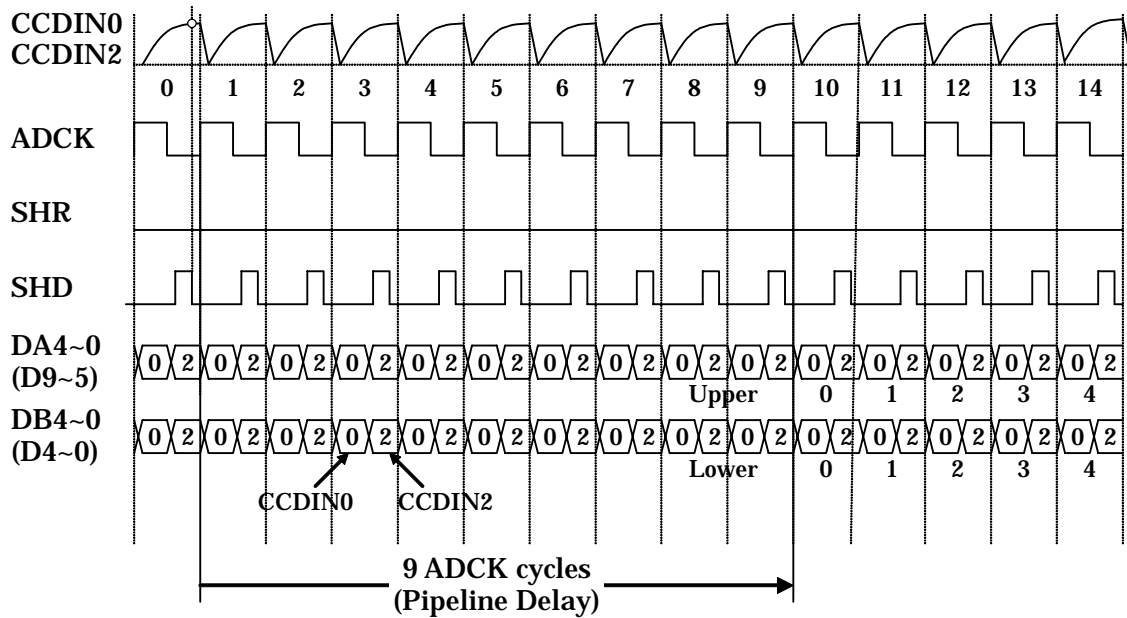 CCDIN0
CCDIN2
0 1 2 3 4 5 6 7 8 9 10 11 12 13 14
ADCK
SHR
SHD
DA4~0
(D9~5)
0 2 0 2 0 2 0 2 0 2 0 2 0 2 0 2 0 2 0 2 0 2 0 2 0 2 0 2 0 2
Upper 0 1 2 3 4
DB4~0
(D4~0)
0 2 0 2 0 2 0 2 0 2 0 2 0 2 0 2 0 2 0 2 0 2 0 2 0 2 0 2 0 2
Lower 0 1 2 3 4
CCDIN0 CCDIN2
9 ADCK cycles
(Pipeline Delay)